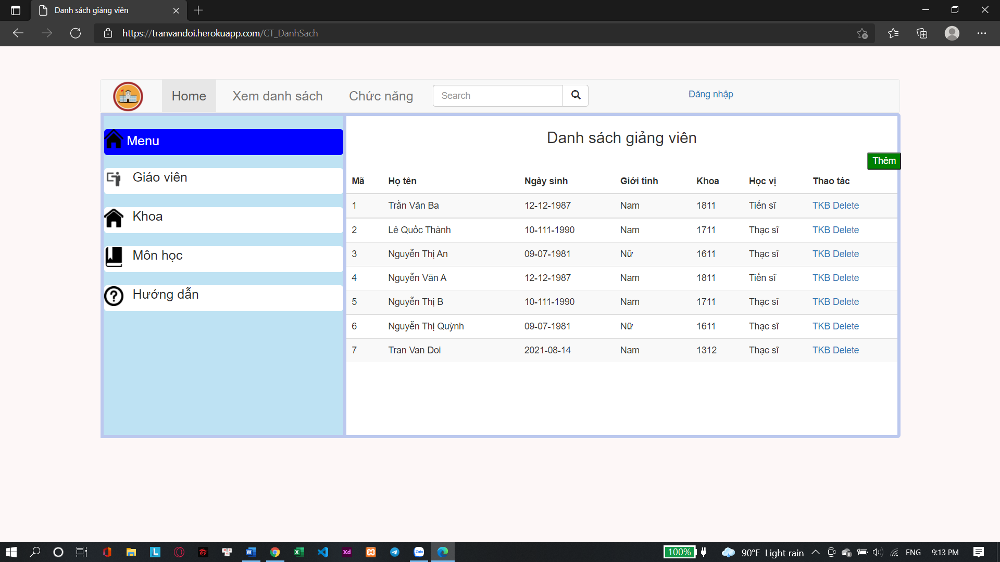 Danh sách giảng viên
https://tranvandoi.herokuapp.com/CT_DanhSach
Home Xem danh sách Chức năng Search Đăng nhập
Menu
Giáo viên
Khoa
Môn học
Hướng dẫn
Danh sách giảng viên
Thêm
Mã Họ tên Ngày sinh Giới tính Khoa Học vị Thao tác
1 Trần Văn Ba 12-12-1987 Nam 1811 Tiến sĩ TKB Delete
2 Lê Quốc Thành 10-111-1990 Nam 1711 Thạc sĩ TKB Delete
3 Nguyễn Thị An 09-07-1981 Nữ 1611 Thạc sĩ TKB Delete
4 Nguyễn Văn A 12-12-1987 Nam 1811 Tiến sĩ TKB Delete
5 Nguyễn Thị B 10-111-1990 Nam 1711 Thạc sĩ TKB Delete
6 Nguyễn Thị Quỳnh 09-07-1981 Nữ 1611 Thạc sĩ TKB Delete
7 Tran Van Doi 2021-08-14 Nam 1312 Thạc sĩ TKB Delete
L W X Xd Zalo 100% 90°F Light rain ENG 9:13 PM